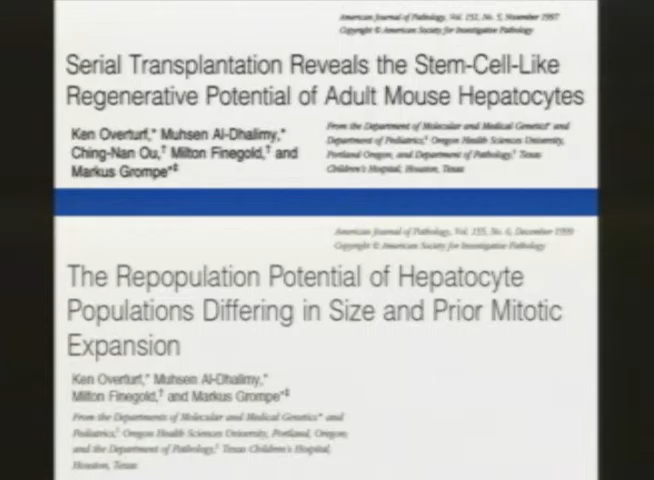 American Journal of Pathology, Vol. 151, No. 5, November 1997
Copyright © American Society for Investigative Pathology
Serial Transplantation Reveals the Stem-Cell-Like
Regenerative Potential of Adult Mouse Hepatocytes
Ken Overturf,* Muhsen Al-Dhalimy,*
Ching-Nan Ou,† Milton Finegold,† and
Markus Grompe*‡
From the Department of Molecular and Medical Genetics* and
Department of Pediatrics,‡ Oregon Health Sciences University,
Portland Oregon, and Department of Pathology,† Texas
Children's Hospital, Houston, Texas
American Journal of Pathology, Vol. 155, No. 6, December 1999
Copyright © American Society for Investigative Pathology
The Repopulation Potential of Hepatocyte
Populations Differing in Size and Prior Mitotic
Expansion
Ken Overturf,* Muhsen Al-Dhalimy,*
Milton Finegold,† and Markus Grompe*‡
From the Departments of Molecular and Medical Genetics* and
Pediatrics,‡ Oregon Health Sciences University, Portland, Oregon,
and the Department of Pathology,† Texas Children's Hospital,
Houston, Texas